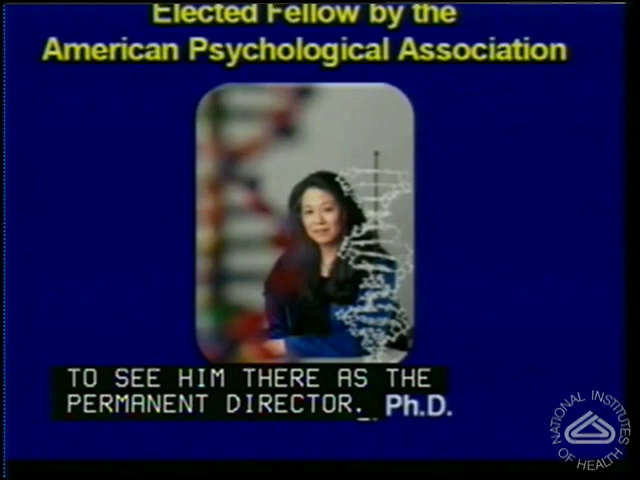 Elected Fellow by the
American Psychological Association
TO SEE HIM THERE AS THE
PERMANENT DIRECTOR._
Ph.D.
NATIONAL INSTITUTES
OF HEALTH